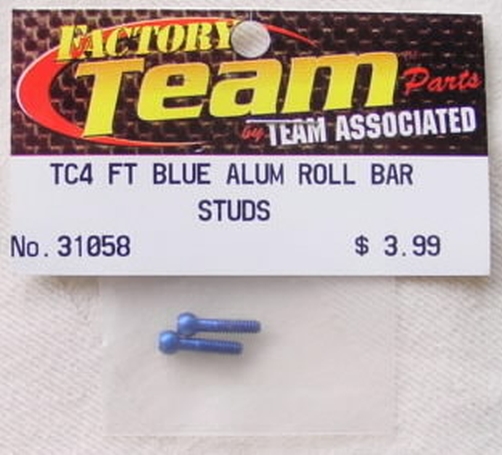 FACTORY
Team
Parts
by TEAM ASSOCIATED
TC4 FT BLUE ALUM ROLL BAR
STUDS
No. 31058 $ 3.99